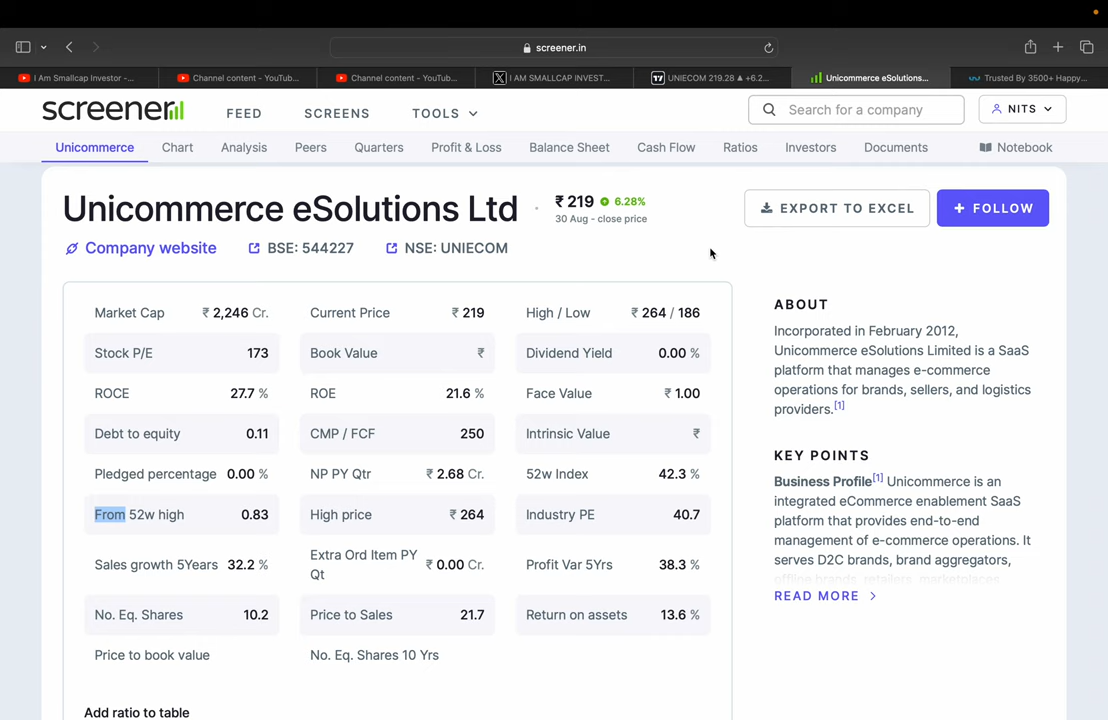 screener.in
I Am Smallcap Investor -...
Channel content - YouTub...
Channel content - YouTub...
I AM SMALLCAP INVEST...
UNIECOM 219.28 ▲ +6.2...
Unicommerce eSolutions...
Trusted By 3500+ Happy...
screener
FEED
SCREENS
TOOLS
Search for a company
NITS
Unicommerce
Chart
Analysis
Peers
Quarters
Profit & Loss
Balance Sheet
Cash Flow
Ratios
Investors
Documents
Notebook
Unicommerce eSolutions Ltd
₹ 219 6.28%
30 Aug - close price
EXPORT TO EXCEL
+ FOLLOW
Company website
BSE: 544227
NSE: UNIECOM
Market Cap ₹ 2,246 Cr.
Current Price ₹ 219
High / Low ₹ 264 / 186
Stock P/E 173
Book Value ₹
Dividend Yield 0.00 %
ROCE 27.7 %
ROE 21.6 %
Face Value ₹ 1.00
Debt to equity 0.11
CMP / FCF 250
Intrinsic Value ₹
Pledged percentage 0.00 %
NP PY Qtr ₹ 2.68 Cr.
52w Index 42.3 %
From 52w high 0.83
High price ₹ 264
Industry PE 40.7
Sales growth 5Years 32.2 %
Extra Ord Item PY
Qt ₹ 0.00 Cr.
Profit Var 5Yrs 38.3 %
No. Eq. Shares 10.2
Price to Sales 21.7
Return on assets 13.6 %
Price to book value
No. Eq. Shares 10 Yrs
Add ratio to table
ABOUT
Incorporated in February 2012,
Unicommerce eSolutions Limited is a SaaS
platform that manages e-commerce
operations for brands, sellers, and logistics
providers.[1]
KEY POINTS
Business Profile[1] Unicommerce is an
integrated eCommerce enablement SaaS
platform that provides end-to-end
management of e-commerce operations. It
serves D2C brands, brand aggregators,
offline brands, retailers, marketplaces
READ MORE